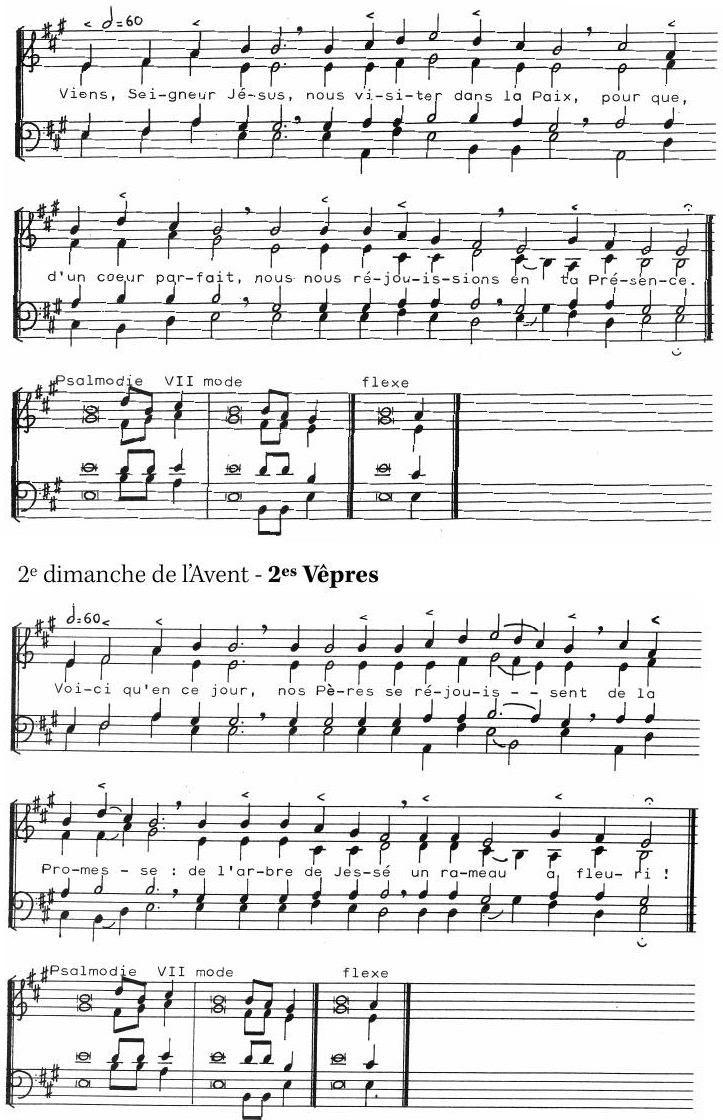 𝅗𝅥=60
Viens, Sei-gneur Jé-sus, nous vi-si-ter dans la Paix, pour que,
d'un coeur par-fait, nous nous ré-jou-is-sions en ta Pré-sen-ce.
Psalmodie VII mode flexe
2e dimanche de l'Avent - 2es Vêpres
𝅗𝅥=60
Voi-ci qu'en ce jour, nos Pè-res se ré-jou-is - - sent de la
Pro-mes - se : de l'ar-bre de Jes-sé un ra-meau a fleu- ri !
Psalmodie VII mode flexe